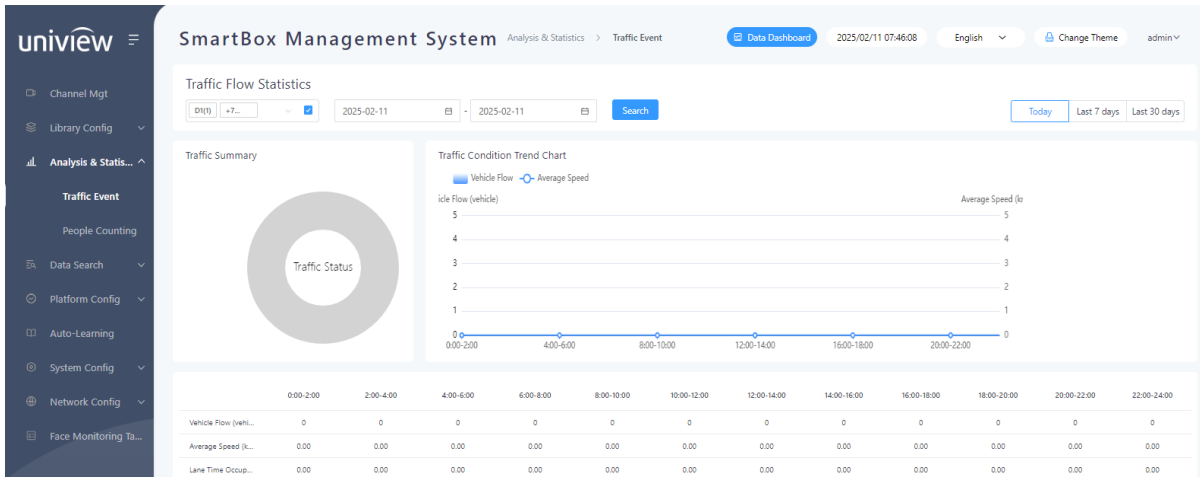 uniview
SmartBox Management System Analysis & Statistics > Traffic Event Data Dashboard 2025/02/11 07:46:08 English Change Theme admin
Channel Mgt
Library Config
Analysis & Statis...
Traffic Event
People Counting
Data Search
Platform Config
Auto-Learning
System Config
Network Config
Face Monitoring Ta...
Traffic Flow Statistics
D1(1) +7... 2025-02-11 - 2025-02-11 Search Today Last 7 days Last 30 days
Traffic Summary
Traffic Status
Traffic Condition Trend Chart
Vehicle Flow Average Speed
icle Flow (vehicle) Average Speed (kr
5 5
4 4
3 3
2 2
1 1
0 0
0:00-2:00 4:00-6:00 8:00-10:00 12:00-14:00 16:00-18:00 20:00-22:00
0:00-2:00 2:00-4:00 4:00-6:00 6:00-8:00 8:00-10:00 10:00-12:00 12:00-14:00 14:00-16:00 16:00-18:00 18:00-20:00 20:00-22:00 22:00-24:00
Vehicle Flow (vehi... 0 0 0 0 0 0 0 0 0 0 0 0
Average Speed (k... 0.00 0.00 0.00 0.00 0.00 0.00 0.00 0.00 0.00 0.00 0.00 0.00
Lane Time Occup... 0.00 0.00 0.00 0.00 0.00 0.00 0.00 0.00 0.00 0.00 0.00 0.00